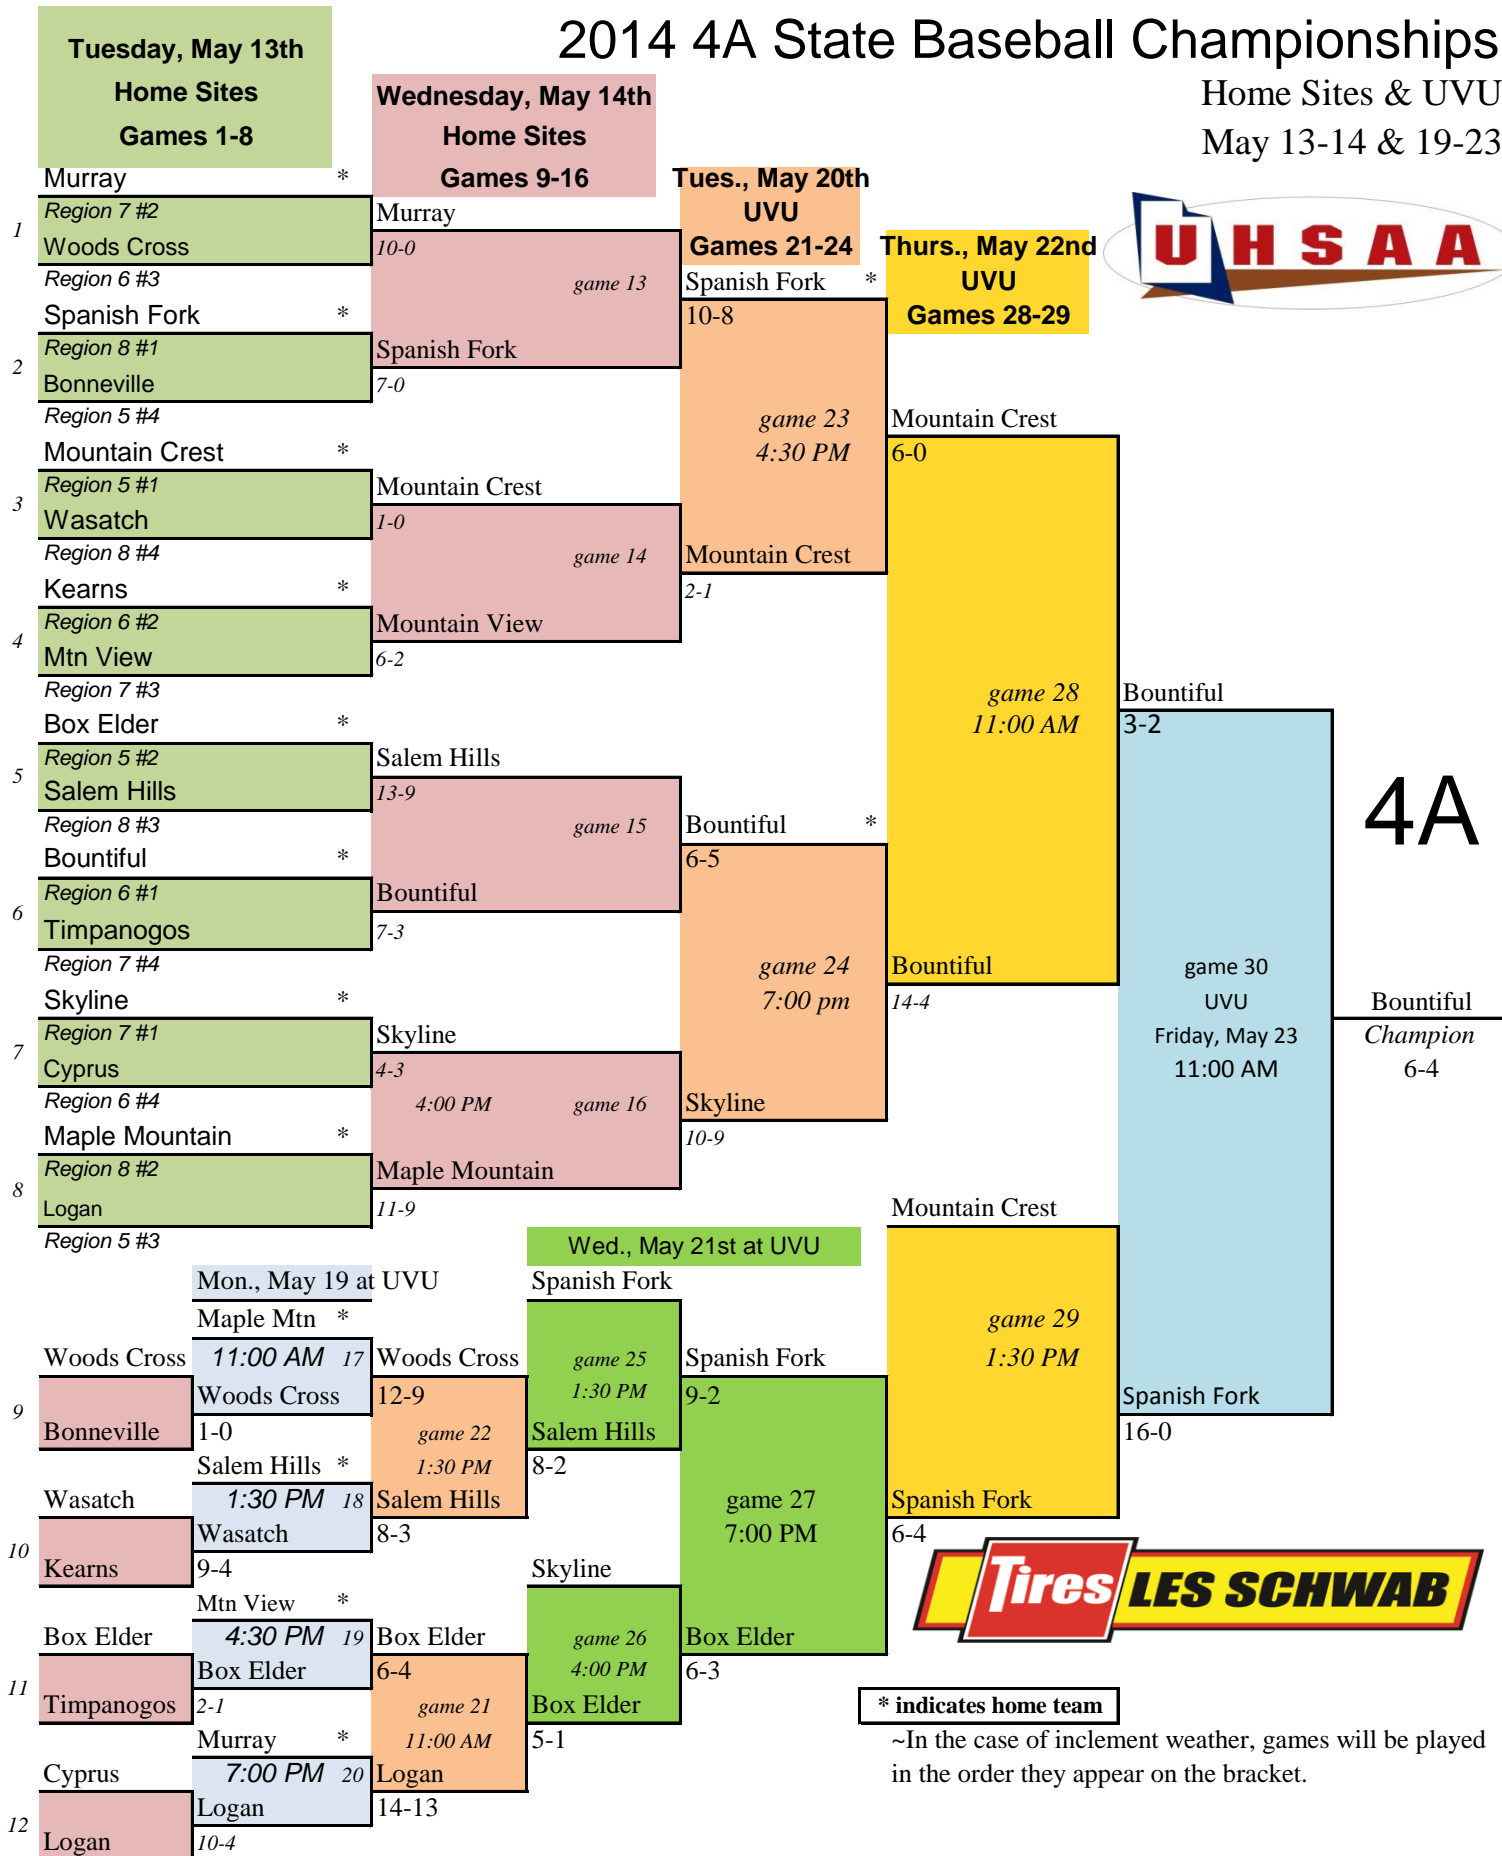 2014 4A State Baseball Championships
Home Sites & UVU
May 13-14 & 19-23
Tuesday, May 13th
Home Sites
Games 1-8
Wednesday, May 14th
Home Sites
Games 9-16
Tues., May 20th
UVU
Games 21-24
Thurs., May 22nd
UVU
Games 28-29
UHSAA
Murray *
Region 7 #2
1
Woods Cross
Region 6 #3
Spanish Fork *
Region 8 #1
2
Bonneville
Region 5 #4
Mountain Crest *
Region 5 #1
3
Wasatch
Region 8 #4
Kearns *
Region 6 #2
4
Mtn View
Region 7 #3
Box Elder *
Region 5 #2
5
Salem Hills
Region 8 #3
Bountiful *
Region 6 #1
6
Timpanogos
Region 7 #4
Skyline *
Region 7 #1
7
Cyprus
Region 6 #4
Maple Mountain *
Region 8 #2
8
Logan
Region 5 #3
Murray
10-0
game 13
Spanish Fork
7-0
Mountain Crest
1-0
game 14
Mountain View
6-2
Salem Hills
13-9
game 15
Bountiful
7-3
Skyline
4-3
4:00 PM game 16
Maple Mountain
11-9
Spanish Fork *
10-8
game 23
4:30 PM
Mountain Crest
2-1
Bountiful *
6-5
game 24
7:00 pm
Skyline
10-9
Mountain Crest
6-0
game 28
11:00 AM
Bountiful
14-4
Bountiful
3-2
game 30
UVU
Friday, May 23
11:00 AM
4A
Bountiful
Champion
6-4
Mountain Crest
game 29
1:30 PM
Spanish Fork
6-4
Spanish Fork
16-0
Wed., May 21st at UVU
Mon., May 19 at UVU
Woods Cross
9
Bonneville
Wasatch
10
Kearns
Box Elder
11
Timpanogos
Cyprus
12
Logan
Maple Mtn *
11:00 AM 17
Woods Cross
1-0
Salem Hills *
1:30 PM 18
Wasatch
9-4
Mtn View *
4:30 PM 19
Box Elder
2-1
Murray *
7:00 PM 20
Logan
10-4
Woods Cross
12-9
game 22
1:30 PM
Salem Hills
8-3
Box Elder
6-4
game 21
11:00 AM
Logan
14-13
Spanish Fork
game 25
1:30 PM
Salem Hills
8-2
Skyline
game 26
4:00 PM
Box Elder
5-1
Spanish Fork
9-2
game 27
7:00 PM
Box Elder
6-3
Tires LES SCHWAB
* indicates home team
~In the case of inclement weather, games will be played
in the order they appear on the bracket.